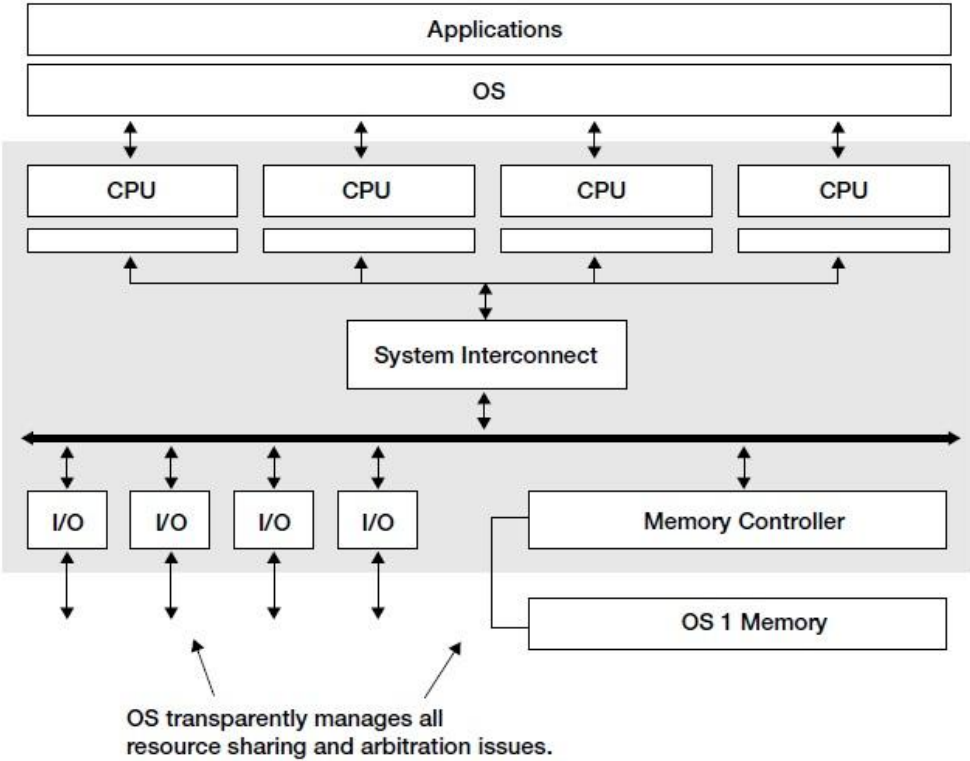 Applications
OS
CPU CPU CPU CPU
System Interconnect
I/O I/O I/O I/O Memory Controller
OS 1 Memory
OS transparently manages all
resource sharing and arbitration issues.